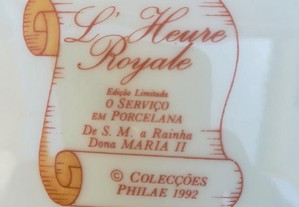 L'Heure
Royale
Edição Limitada
O SERVIÇO
EM PORCELANA
De S. M. a Rainha
Dona MARIA II
© COLECÇÕES
PHILAE 1992